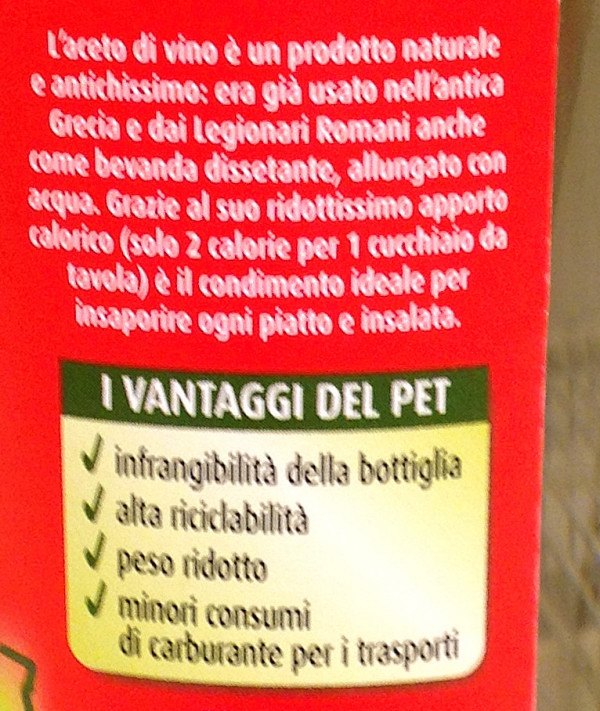 L'aceto di vino è un prodotto naturale
e antichissimo: era già usato nell'antica
Grecia e dai Legionari Romani anche
come bevanda dissetante, allungato con
acqua. Grazie al suo ridottissimo apporto
calorico (solo 2 calorie per 1 cucchiaio da
tavola) è il condimento ideale per
insaporire ogni piatto e insalata.
I VANTAGGI DEL PET
✓ infrangibilità della bottiglia
✓ alta riciclabilità
✓ peso ridotto
✓ minori consumi
di carburante per i trasporti